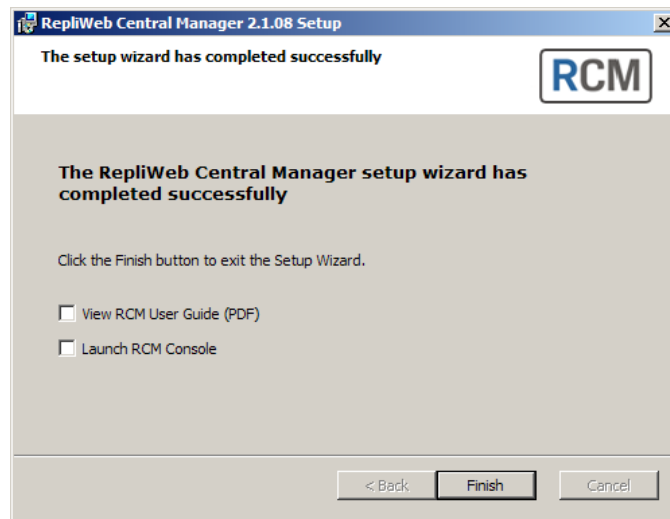 RepliWeb Central Manager 2.1.08 Setup
The setup wizard has completed successfully
RCM
The RepliWeb Central Manager setup wizard has
completed successfully
Click the Finish button to exit the Setup Wizard.
View RCM User Guide (PDF)
Launch RCM Console
< Back Finish Cancel